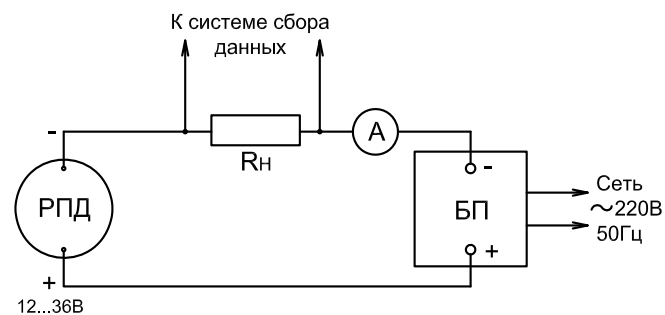 К системе сбора
данных
-
А
Rн
РПД
-
БП
Сеть
~220В
50Гц
+
+
12...36В